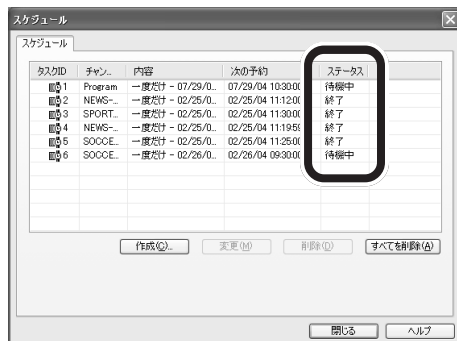 スケジュール
スケジュール
タスクID チャン... 内容 次の予約 ステータス
1 Program 一度だけ - 07/29/0... 07/29/04 10:30:00 待機中
2 NEWS-... 一度だけ - 02/25/0... 02/25/04 11:12:00 終了
3 SPORT... 一度だけ - 02/25/0... 02/25/04 11:30:00 終了
4 NEWS-... 一度だけ - 02/25/0... 02/25/04 11:19:59 終了
5 SOCCE... 一度だけ - 02/25/0... 02/25/04 11:25:00 終了
6 SOCCE... 一度だけ - 02/26/0... 02/26/04 09:30:00 待機中
作成(C)... 変更(M) 削除(D) すべてを削除(A)
閉じる ヘルプ